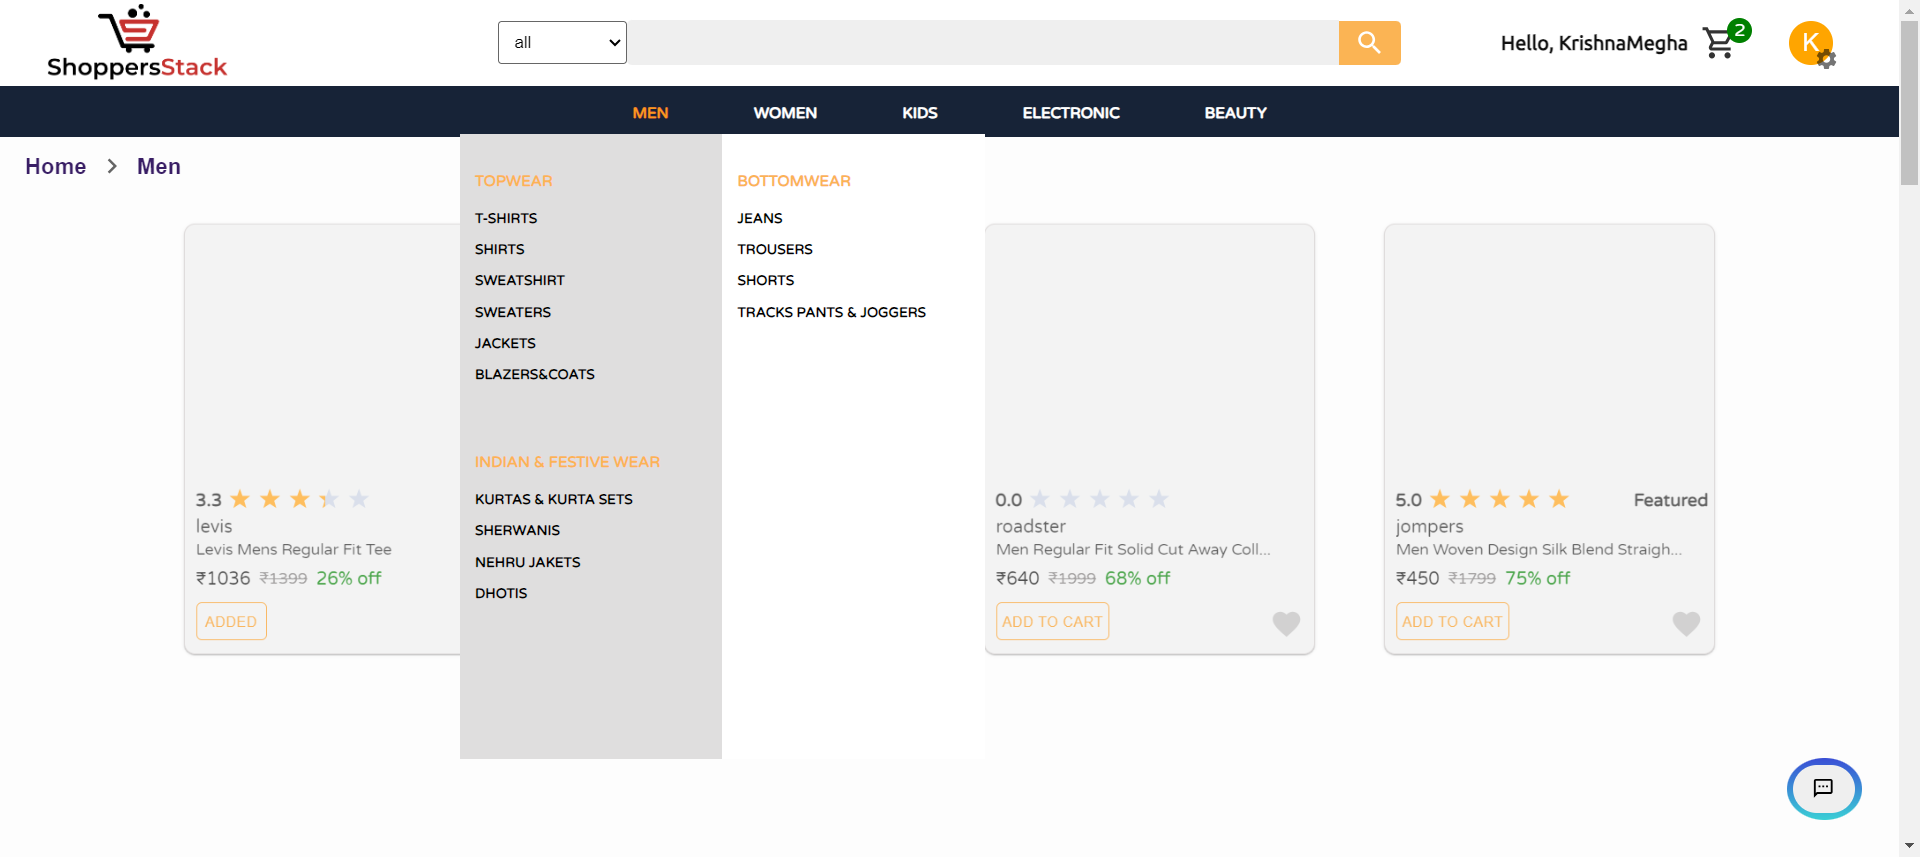 ShoppersStack
all
Hello, KrishnaMegha
2
K
MEN
WOMEN
KIDS
ELECTRONIC
BEAUTY
Home
Men
TOPWEAR
T-SHIRTS
SHIRTS
SWEATSHIRT
SWEATERS
JACKETS
BLAZERS&COATS
INDIAN & FESTIVE WEAR
KURTAS & KURTA SETS
SHERWANIS
NEHRU JAKETS
DHOTIS
BOTTOMWEAR
JEANS
TROUSERS
SHORTS
TRACKS PANTS & JOGGERS
3.3
levis
Levis Mens Regular Fit Tee
₹1036 ₹1399 26% off
ADDED
0.0
roadster
Men Regular Fit Solid Cut Away Coll...
₹640 ₹1999 68% off
ADD TO CART
5.0
Featured
jompers
Men Woven Design Silk Blend Straigh...
₹450 ₹1799 75% off
ADD TO CART